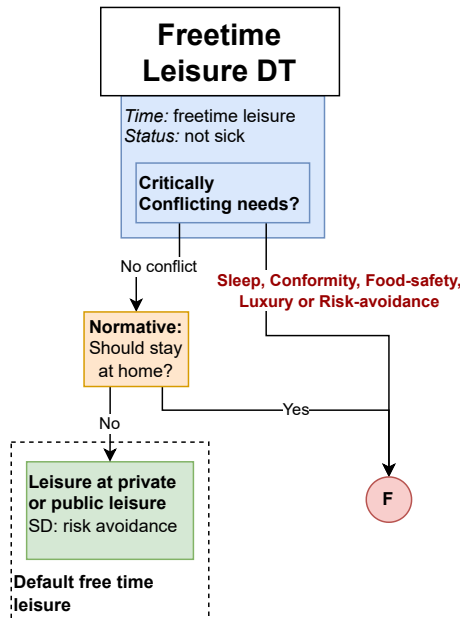 Freetime
Leisure DT
Time: freetime leisure
Status: not sick
Critically
Conflicting needs?
No conflict
Sleep, Conformity, Food-safety,
Luxury or Risk-avoidance
Normative:
Should stay
at home?
Yes
No
Leisure at private
or public leisure
SD: risk avoidance
F
Default free time
leisure